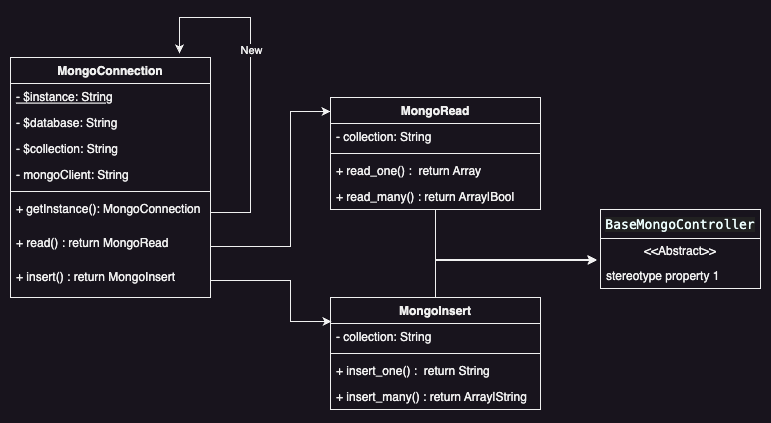 New
MongoConnection
- $instance: String
- $database: String
- $collection: String
- mongoClient: String
+ getInstance(): MongoConnection
+ read() : return MongoRead
+ insert() : return MongoInsert
MongoRead
- collection: String
+ read_one() :  return Array
+ read_many() : return Array|Bool
BaseMongoController
<<Abstract>>
stereotype property 1
MongoInsert
- collection: String
+ insert_one() :  return String
+ insert_many() : return Array|String